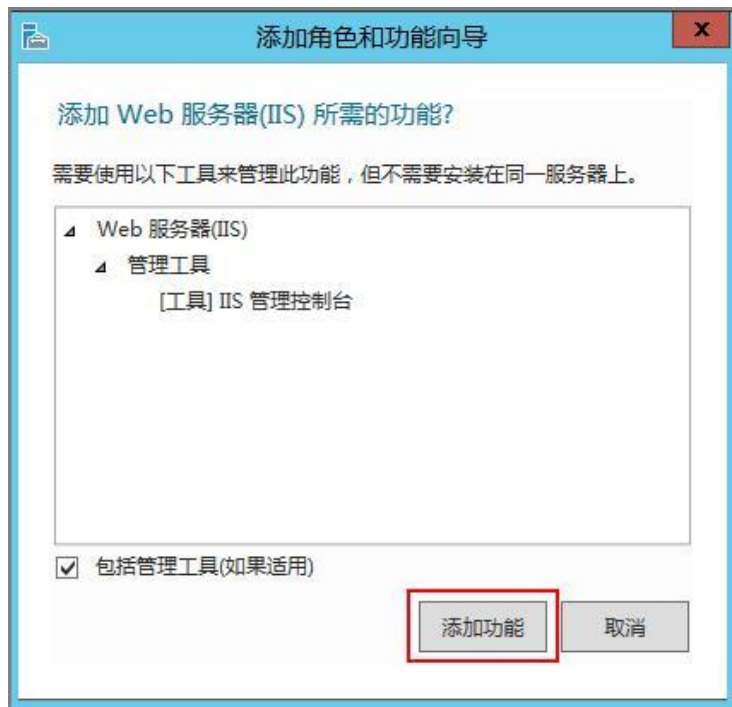 添加角色和功能向导
x
添加 Web 服务器(IIS) 所需的功能?
需要使用以下工具来管理此功能，但不需要安装在同一服务器上。
Web 服务器(IIS)
管理工具
[工具] IIS 管理控制台
包括管理工具(如果适用)
添加功能 取消